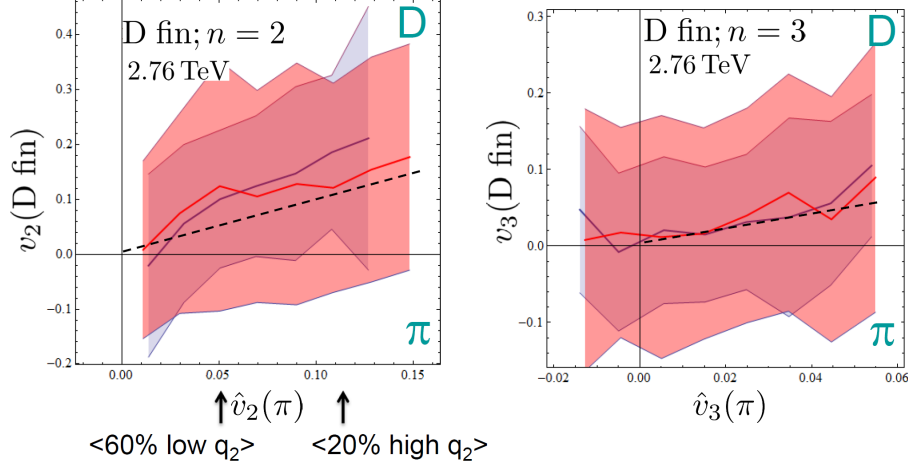 D fin; n = 2
2.76 TeV
D
π
0.4
0.3
0.2
0.1
0.0
−0.1
−0.2
v₂(D fin)
0.00
0.05
0.10
0.15
v̂₂(π)
<60% low q₂>
<20% high q₂>
D fin; n = 3
2.76 TeV
D
π
0.3
0.2
0.1
0.0
−0.1
v₃(D fin)
−0.02
0.00
0.02
0.04
0.06
v̂₃(π)